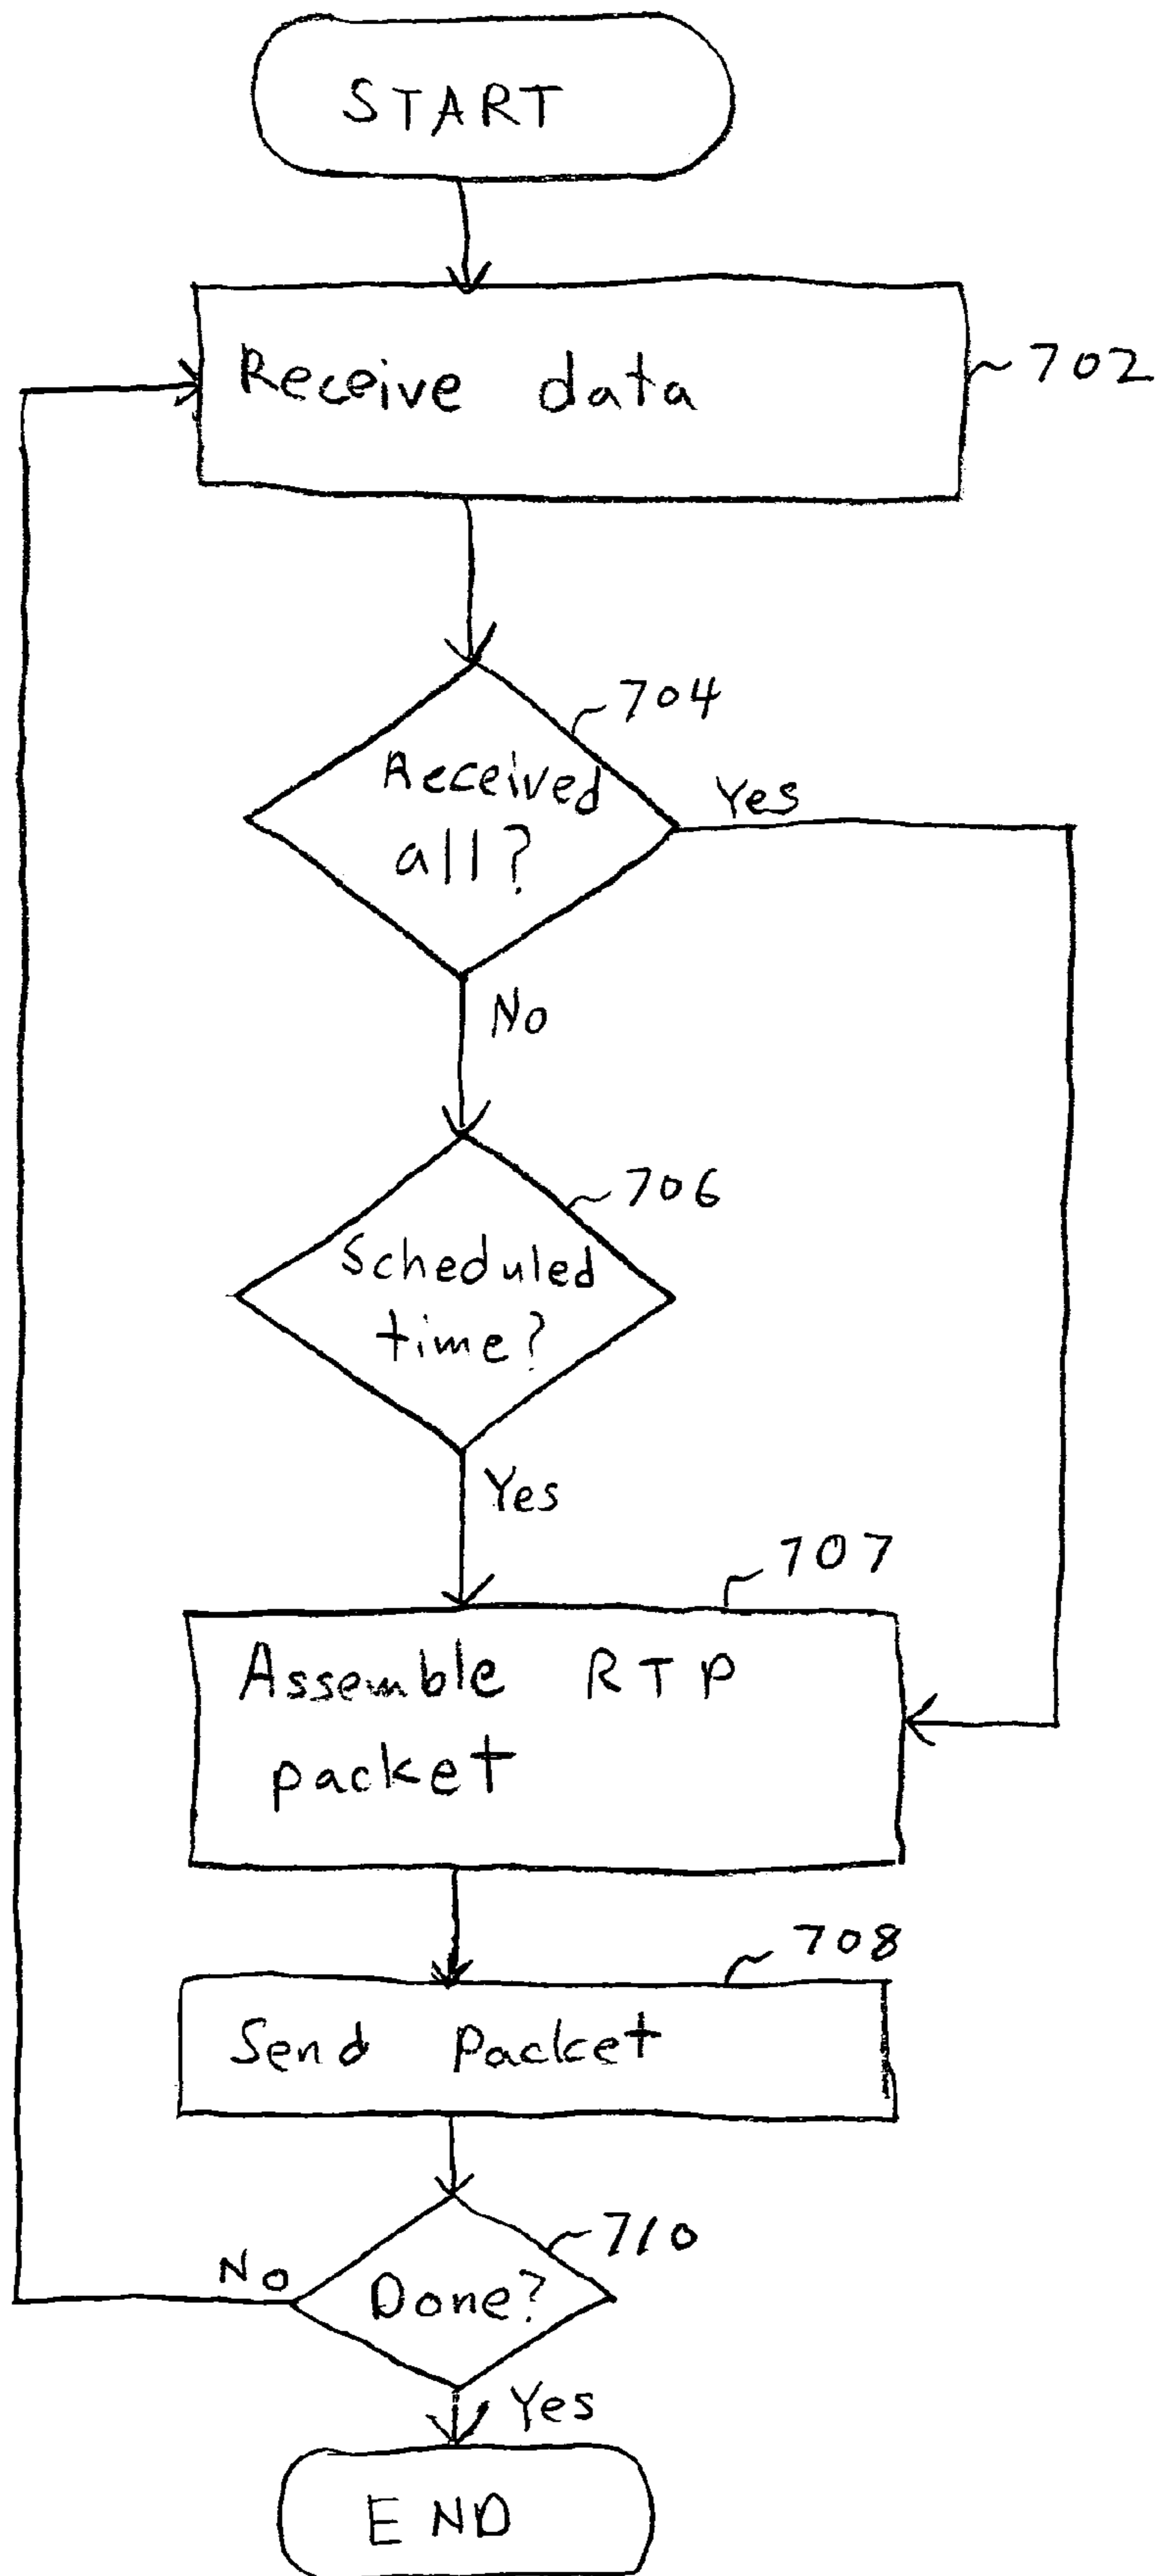 START
Receive data
702
704
Received
all?
Yes
No
706
Scheduled
time?
Yes
707
Assemble RTP
packet
708
Send Packet
710
No
Done?
Yes
END